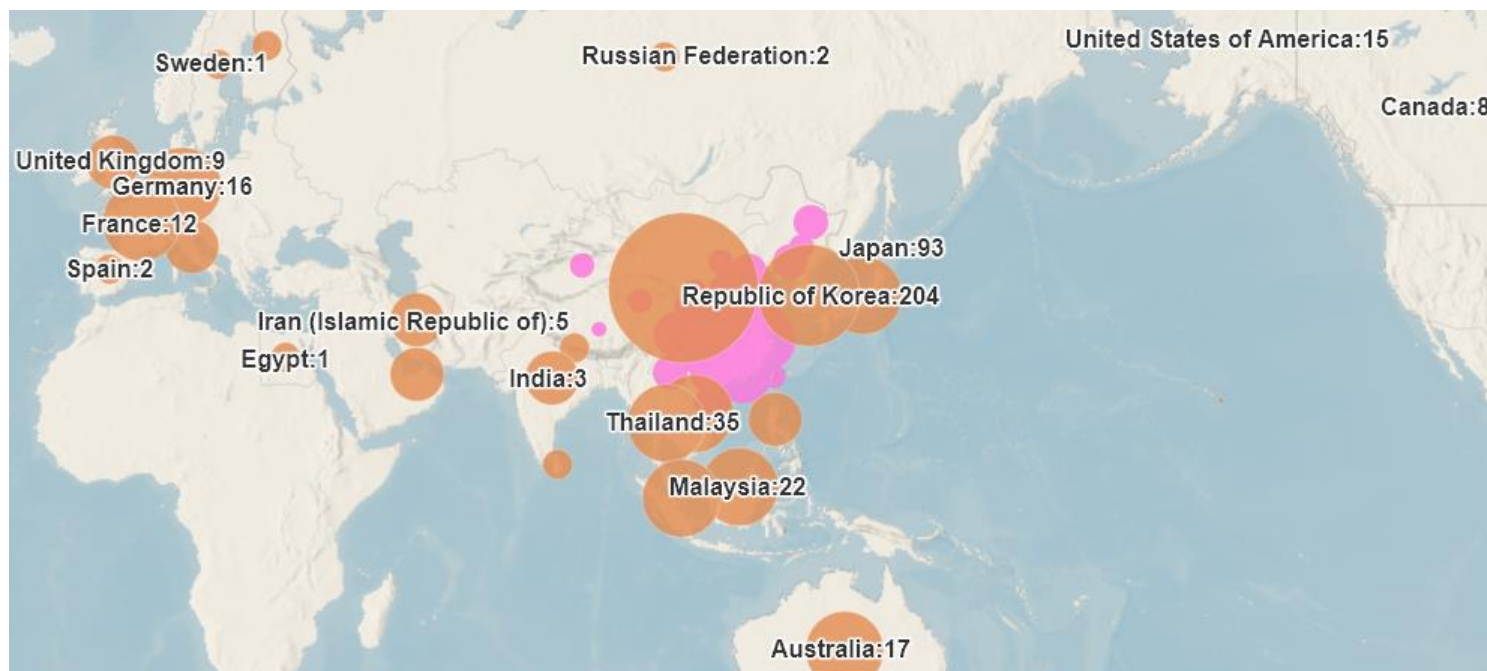 United States of America:15
Sweden:1
Russian Federation:2
Canada:8
United Kingdom:9
Germany:16
France:12
Japan:93
Spain:2
Republic of Korea:204
Iran (Islamic Republic of):5
Egypt:1
India:3
Thailand:35
Malaysia:22
Australia:17